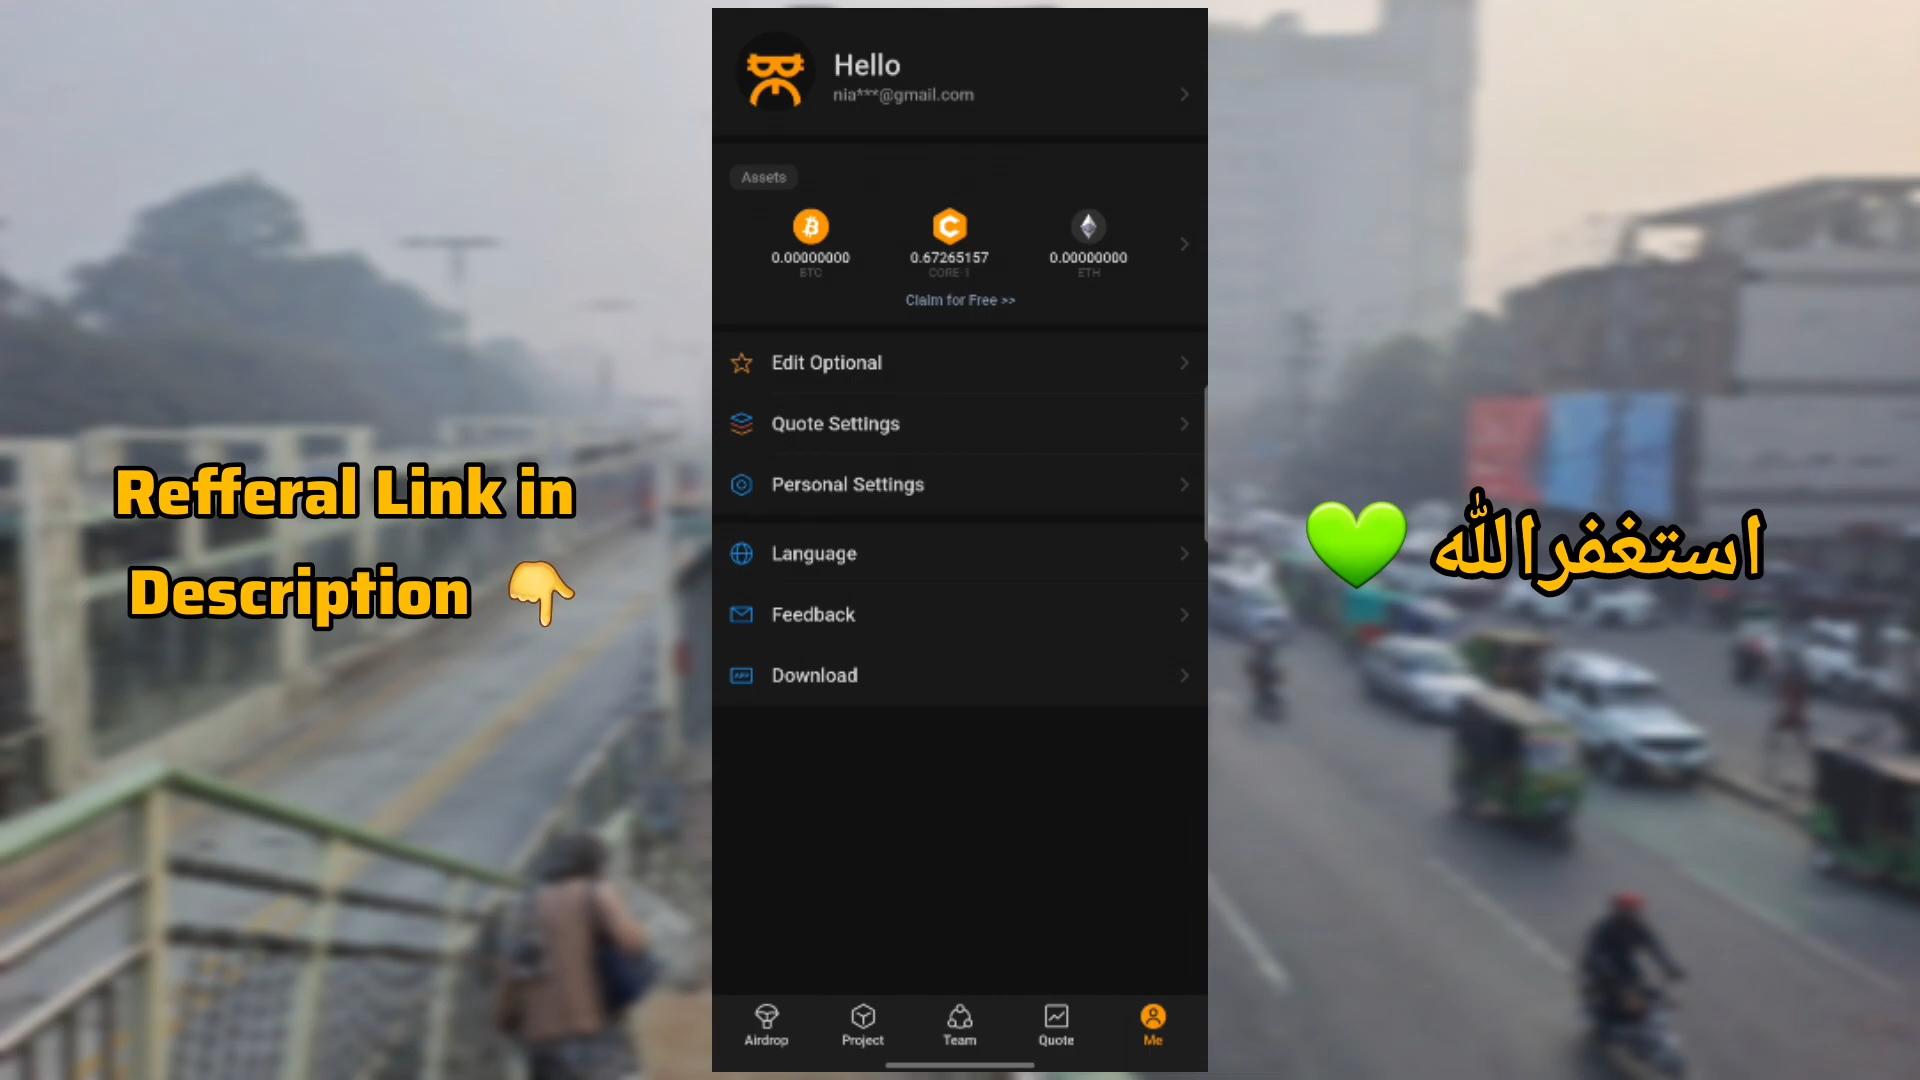 Hello
nia***@gmail.com
Assets
0.00000000
BTC
0.67265157
CORE-1
0.00000000
ETH
Claim for Free >>
Edit Optional
Quote Settings
Personal Settings
Language
Feedback
Download
Airdrop
Project
Team
Quote
Me
Refferal Link in
Description 👇
استغفرالله 💚